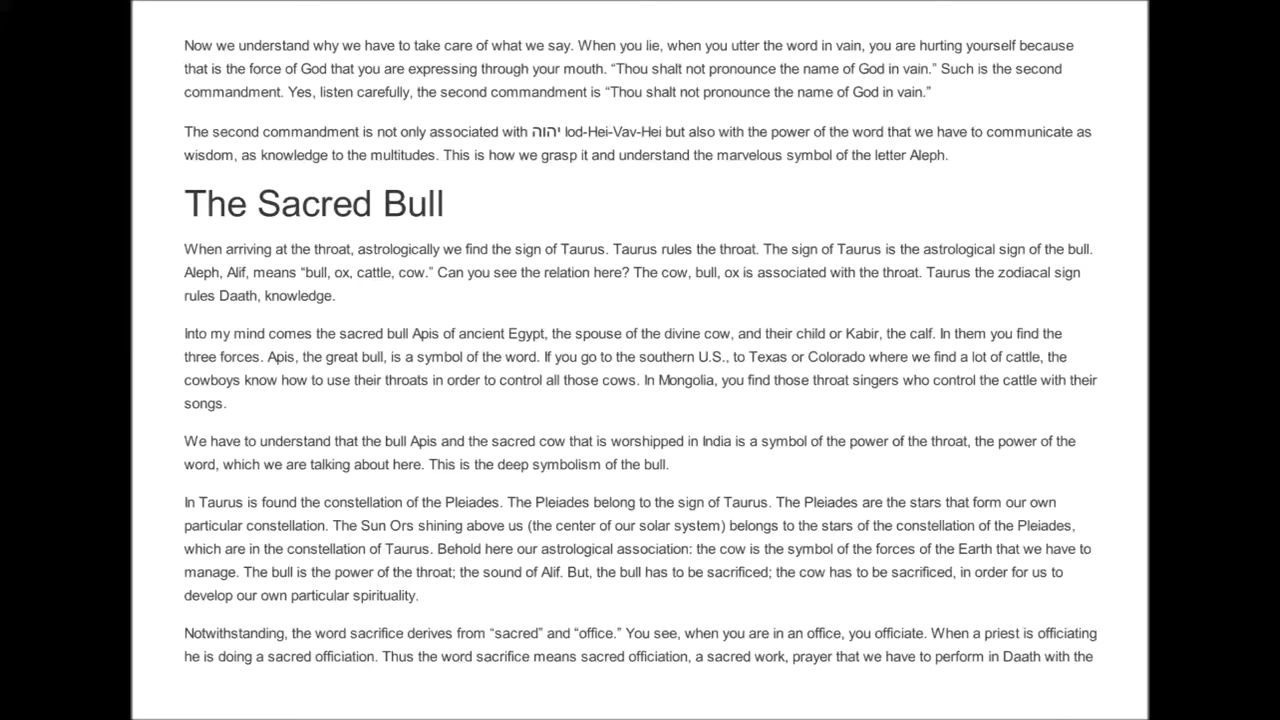 Now we understand why we have to take care of what we say. When you lie, when you utter the word in vain, you are hurting yourself because
that is the force of God that you are expressing through your mouth. “Thou shalt not pronounce the name of God in vain.” Such is the second
commandment. Yes, listen carefully, the second commandment is “Thou shalt not pronounce the name of God in vain.”
The second commandment is not only associated with יהוה Iod-Hei-Vav-Hei but also with the power of the word that we have to communicate as
wisdom, as knowledge to the multitudes. This is how we grasp it and understand the marvelous symbol of the letter Aleph.
The Sacred Bull
When arriving at the throat, astrologically we find the sign of Taurus. Taurus rules the throat. The sign of Taurus is the astrological sign of the bull.
Aleph, Alif, means “bull, ox, cattle, cow.” Can you see the relation here? The cow, bull, ox is associated with the throat. Taurus the zodiacal sign
rules Daath, knowledge.
Into my mind comes the sacred bull Apis of ancient Egypt, the spouse of the divine cow, and their child or Kabir, the calf. In them you find the
three forces. Apis, the great bull, is a symbol of the word. If you go to the southern U.S., to Texas or Colorado where we find a lot of cattle, the
cowboys know how to use their throats in order to control all those cows. In Mongolia, you find those throat singers who control the cattle with their
songs.
We have to understand that the bull Apis and the sacred cow that is worshipped in India is a symbol of the power of the throat, the power of the
word, which we are talking about here. This is the deep symbolism of the bull.
In Taurus is found the constellation of the Pleiades. The Pleiades belong to the sign of Taurus. The Pleiades are the stars that form our own
particular constellation. The Sun Ors shining above us (the center of our solar system) belongs to the stars of the constellation of the Pleiades,
which are in the constellation of Taurus. Behold here our astrological association: the cow is the symbol of the forces of the Earth that we have to
manage. The bull is the power of the throat; the sound of Alif. But, the bull has to be sacrificed; the cow has to be sacrificed, in order for us to
develop our own particular spirituality.
Notwithstanding, the word sacrifice derives from “sacred” and “office.” You see, when you are in an office, you officiate. When a priest is officiating
he is doing a sacred officiation. Thus the word sacrifice means sacred officiation, a sacred work, prayer that we have to perform in Daath with the